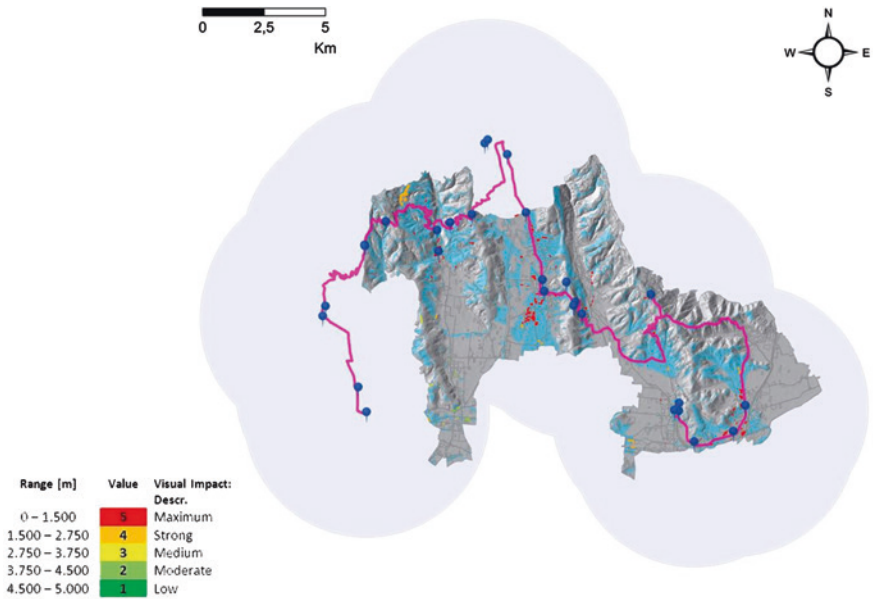 0 2,5 5
Km
N
W E
S
Range [m] Value Visual Impact:
Descr.
0 – 1.500 5 Maximum
1.500 – 2.750 4 Strong
2.750 – 3.750 3 Medium
3.750 – 4.500 2 Moderate
4.500 – 5.000 1 Low